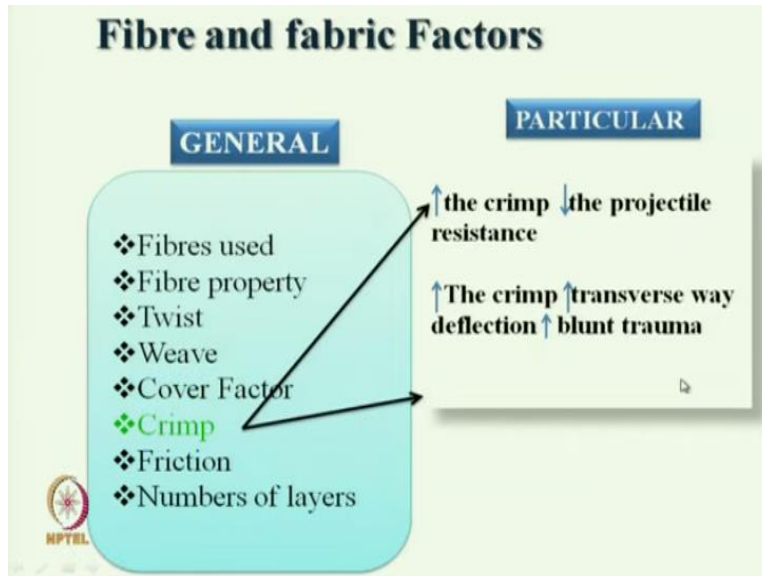 Fibre and fabric Factors
GENERAL
❖Fibres used
❖Fibre property
❖Twist
❖Weave
❖Cover Factor
❖Crimp
❖Friction
❖Numbers of layers
PARTICULAR
↑the crimp ↓the projectile
resistance
↑The crimp ↑transverse way
deflection↑ blunt trauma
NPTEL